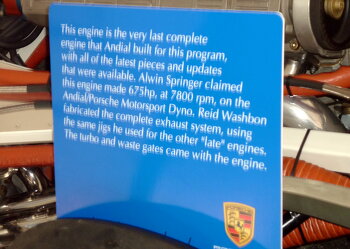 This engine is the very last complete
engine that Andial built for this program,
with all of the latest pieces and updates
that were available. Alwin Springer claimed
this engine made 675hp, at 7800 rpm, on the
Andial/Porsche Motorsport Dyno. Reid Washbon
fabricated the complete exhaust system, using
the same jigs he used for the other "late" engines.
The turbo and waste gates came with the engine.
PORSCHE